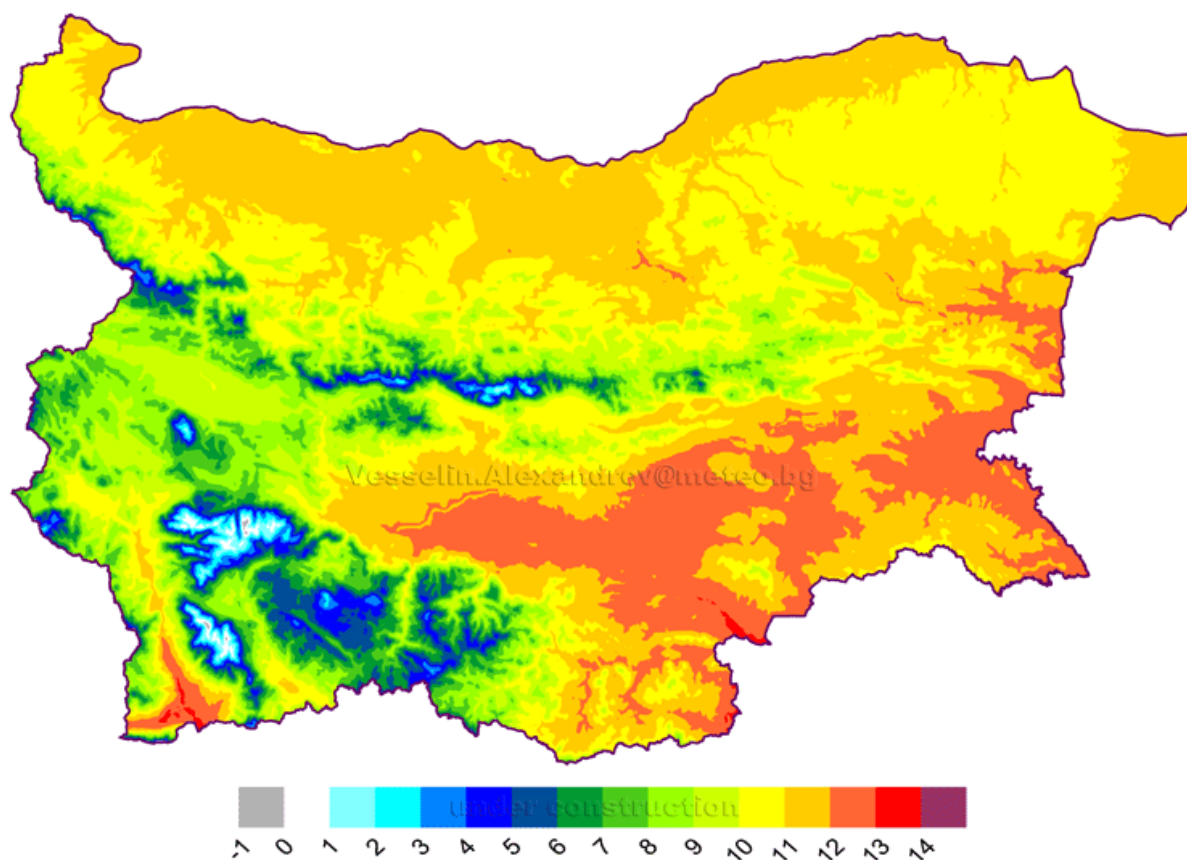 Vesselin.Alexandrov@meteo.bg
under construction
-1 0 1 2 3 4 5 6 7 8 9 10 11 12 13 14